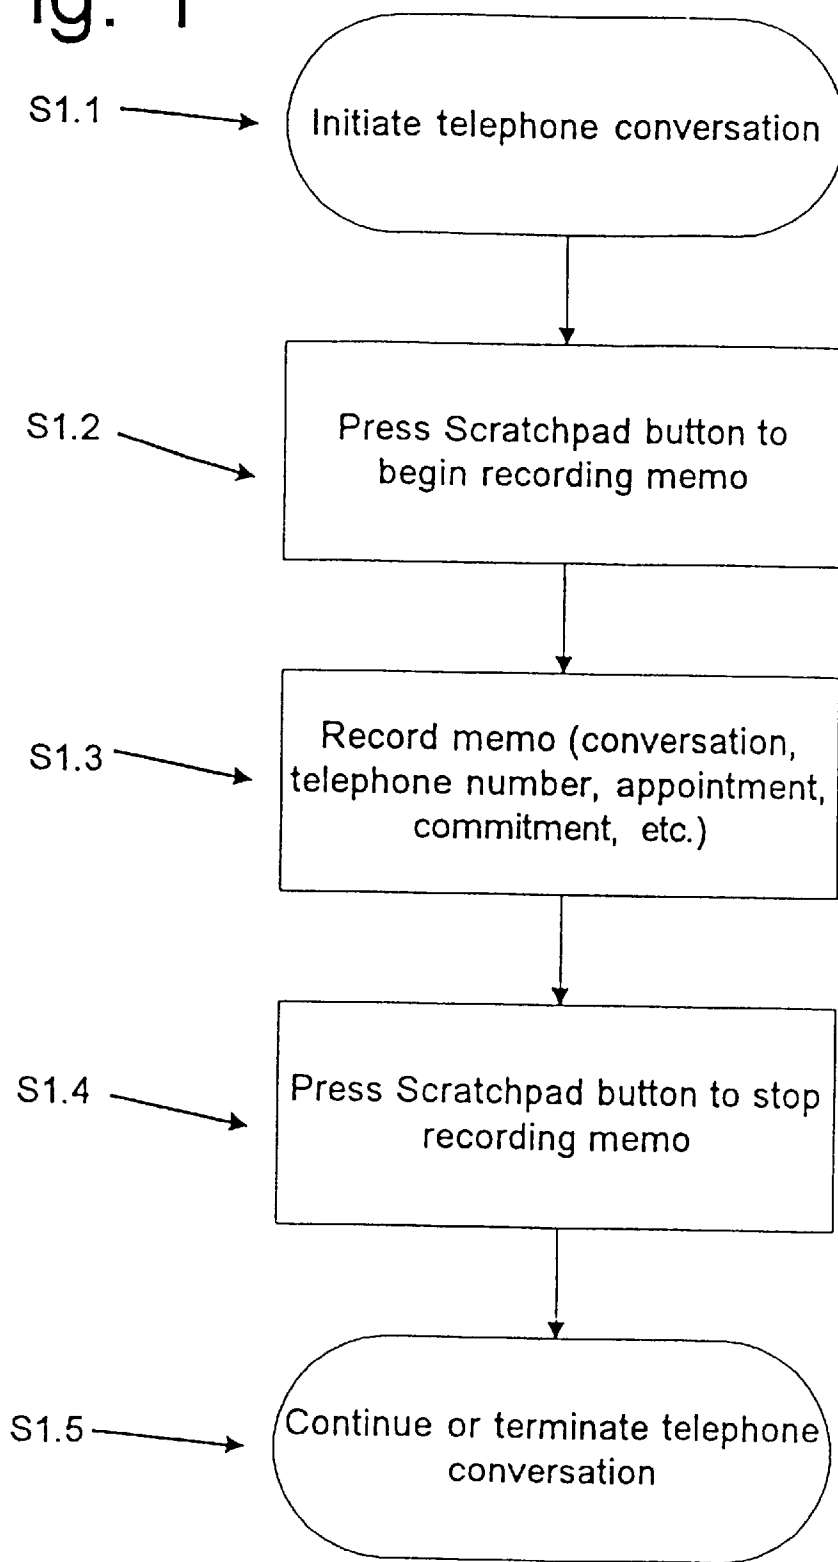 ig. 1
S1.1
Initiate telephone conversation
S1.2
Press Scratchpad button to
begin recording memo
S1.3
Record memo (conversation,
telephone number, appointment,
commitment, etc.)
S1.4
Press Scratchpad button to stop
recording memo
S1.5
Continue or terminate telephone
conversation